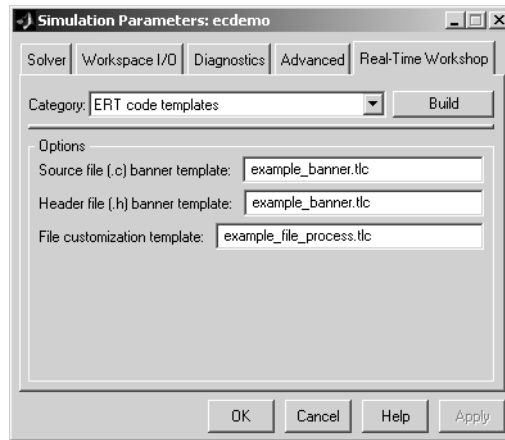 Simulation Parameters: ecdemo
Solver Workspace I/O Diagnostics Advanced Real-Time Workshop
Category: ERT code templates Build
Options
Source file (.c) banner template: example_banner.tlc
Header file (.h) banner template: example_banner.tlc
File customization template: example_file_process.tlc
OK Cancel Help Apply